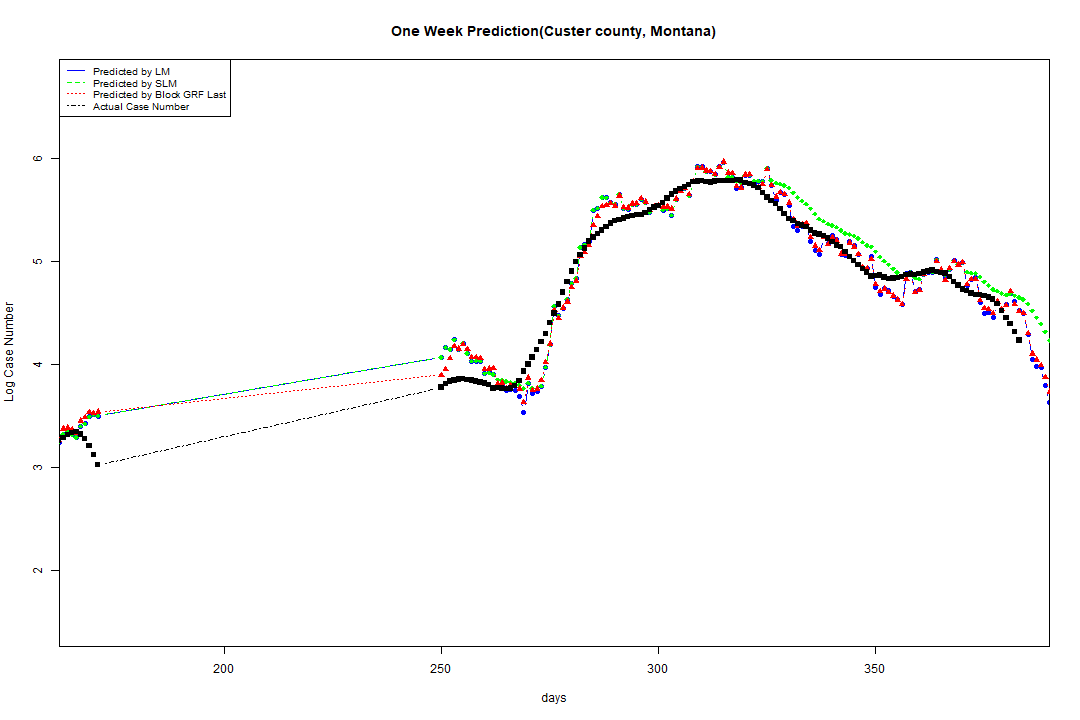 One Week Prediction(Custer county, Montana)
Predicted by LM
Predicted by SLM
Predicted by Block GRF Last
Actual Case Number
6
5
4
3
2
Log Case Number
200 250 300 350
days